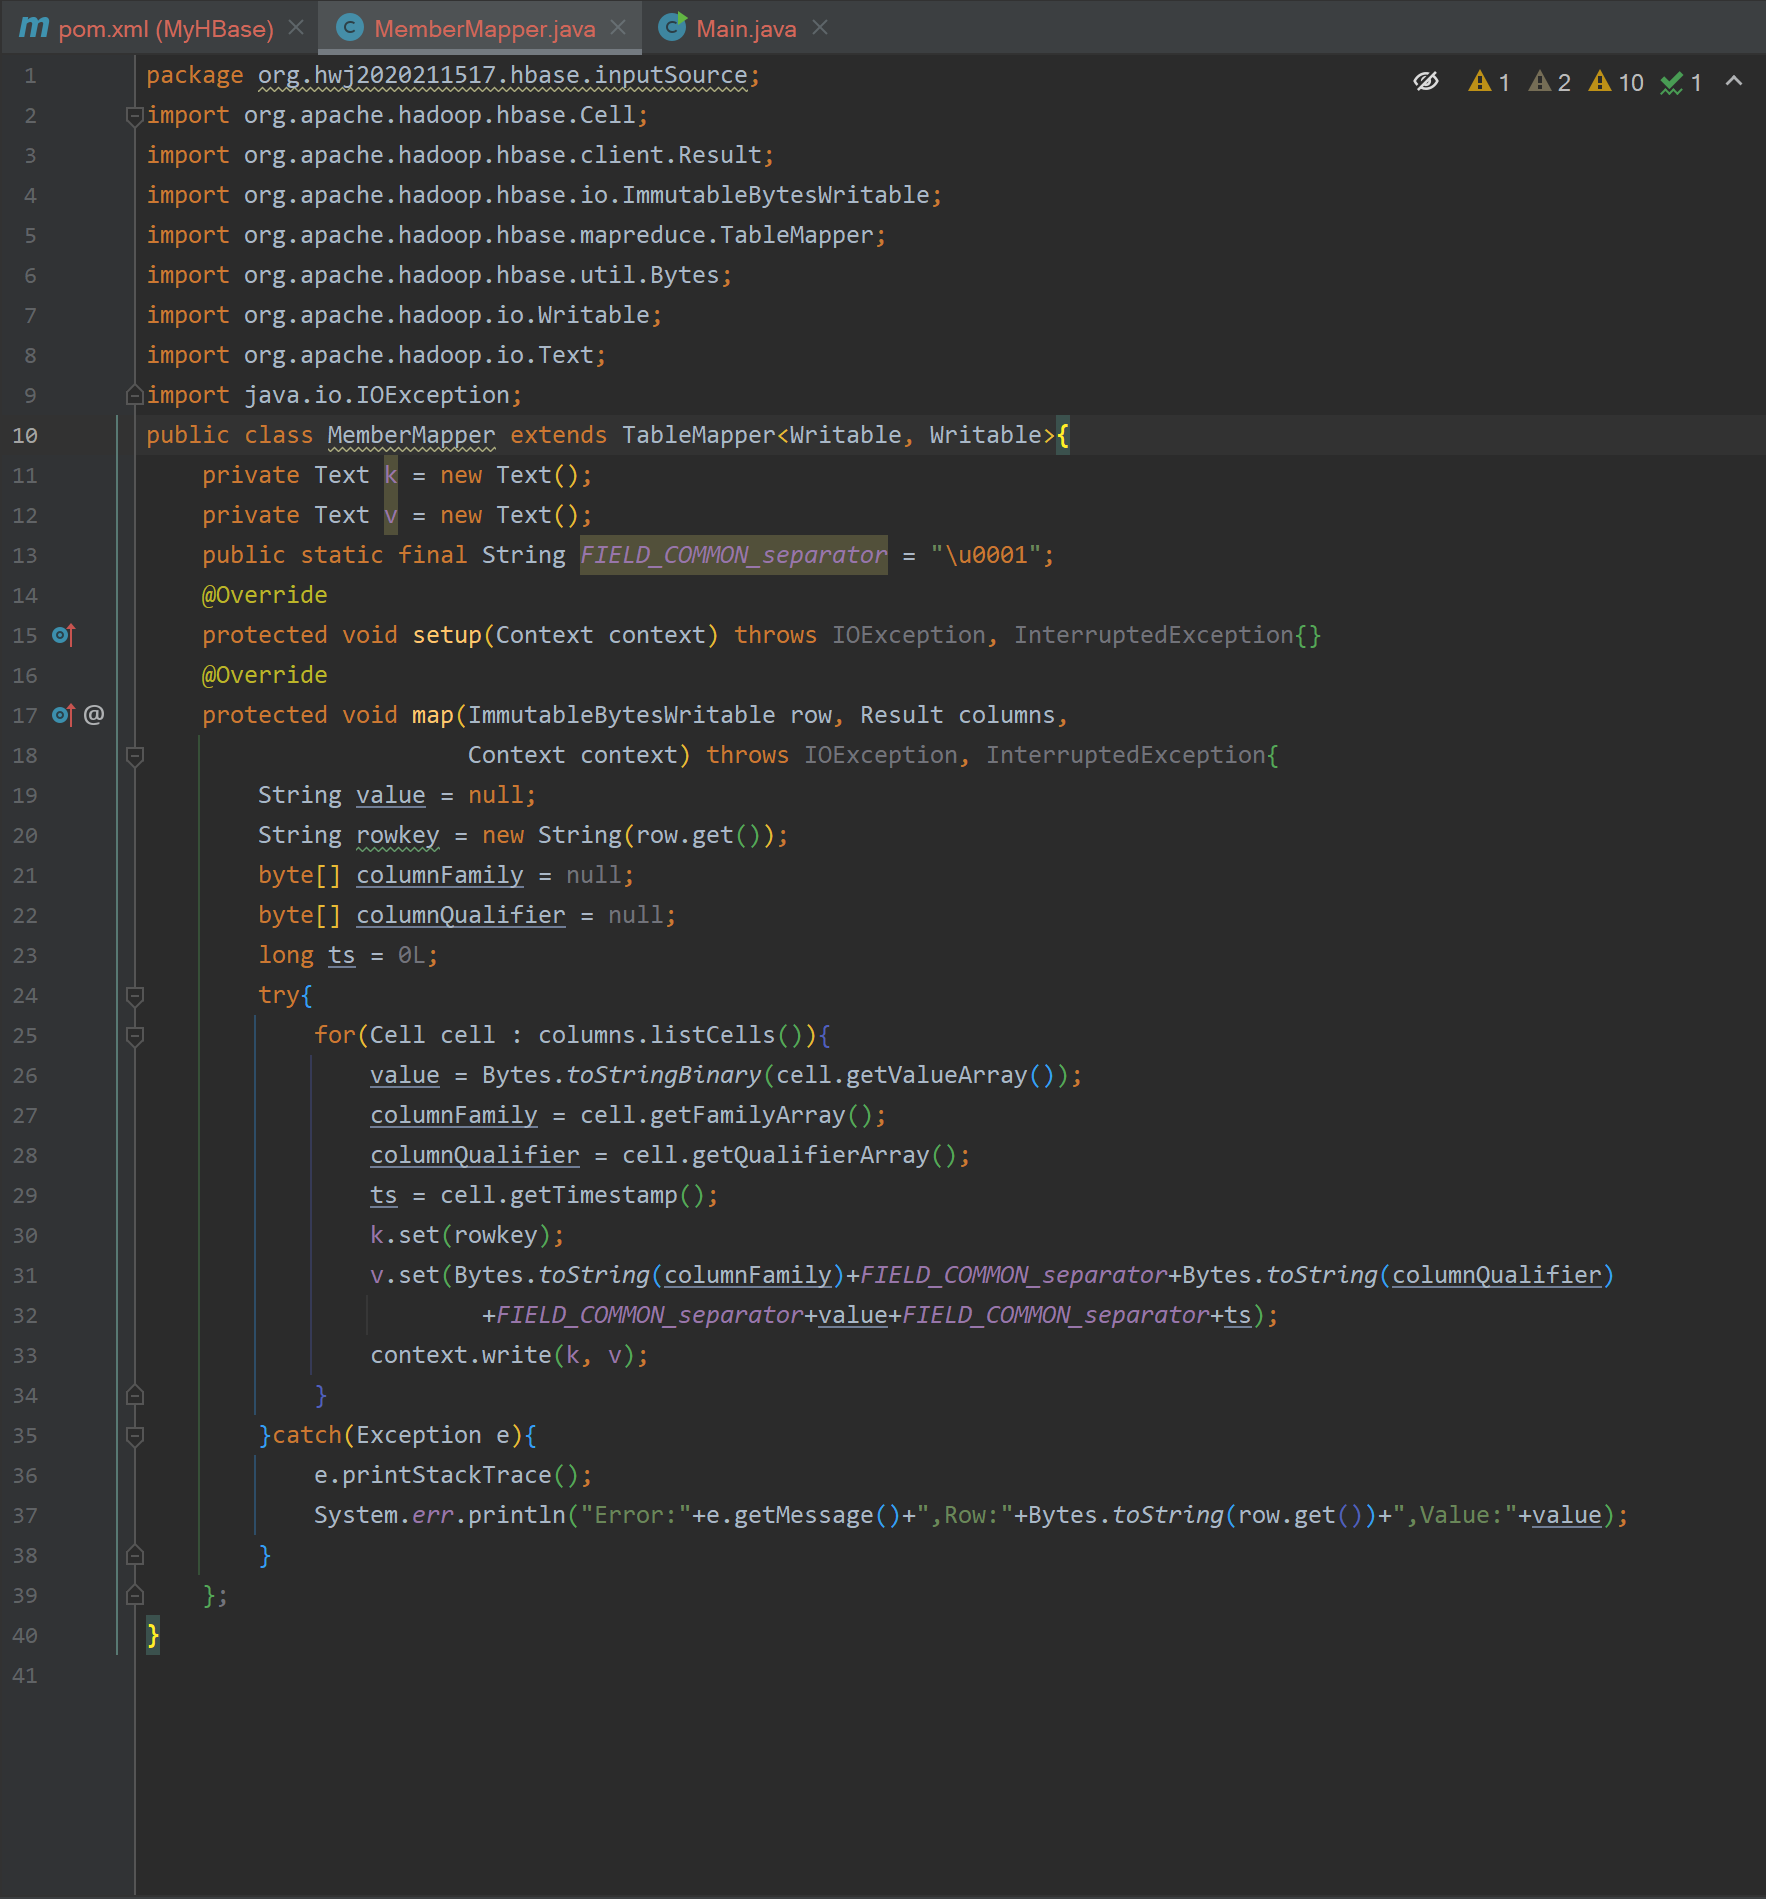 pom.xml (MyHBase)
MemberMapper.java
Main.java
1 2 10 1
1 package org.hwj2020211517.hbase.inputSource;
2 import org.apache.hadoop.hbase.Cell;
3 import org.apache.hadoop.hbase.client.Result;
4 import org.apache.hadoop.hbase.io.ImmutableBytesWritable;
5 import org.apache.hadoop.hbase.mapreduce.TableMapper;
6 import org.apache.hadoop.hbase.util.Bytes;
7 import org.apache.hadoop.io.Writable;
8 import org.apache.hadoop.io.Text;
9 import java.io.IOException;
10 public class MemberMapper extends TableMapper<Writable, Writable>{
11     private Text k = new Text();
12     private Text v = new Text();
13     public static final String FIELD_COMMON_separator = "\u0001";
14     @Override
15     protected void setup(Context context) throws IOException, InterruptedException{}
16     @Override
17 @     protected void map(ImmutableBytesWritable row, Result columns,
18                        Context context) throws IOException, InterruptedException{
19         String value = null;
20         String rowkey = new String(row.get());
21         byte[] columnFamily = null;
22         byte[] columnQualifier = null;
23         long ts = 0L;
24         try{
25             for(Cell cell : columns.listCells()){
26                 value = Bytes.toStringBinary(cell.getValueArray());
27                 columnFamily = cell.getFamilyArray();
28                 columnQualifier = cell.getQualifierArray();
29                 ts = cell.getTimestamp();
30                 k.set(rowkey);
31                 v.set(Bytes.toString(columnFamily)+FIELD_COMMON_separator+Bytes.toString(columnQualifier)
32                         +FIELD_COMMON_separator+value+FIELD_COMMON_separator+ts);
33                 context.write(k, v);
34             }
35         }catch(Exception e){
36             e.printStackTrace();
37             System.err.println("Error:"+e.getMessage()+",Row:"+Bytes.toString(row.get())+",Value:"+value);
38         }
39     };
40 }
41